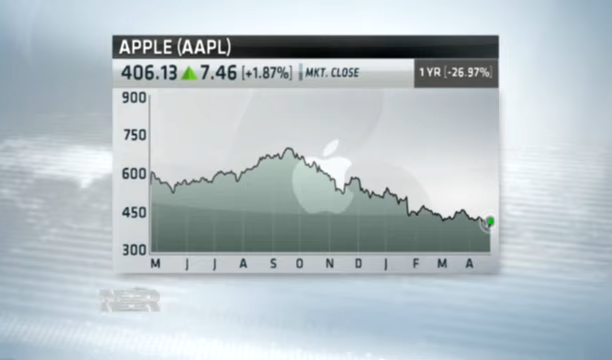 APPLE (AAPL)
406.13 ▲ 7.46 [+1.87%] MKT. CLOSE 1 YR [-26.97%]
900
750
600
450
300
M J J A S O N D J F M A